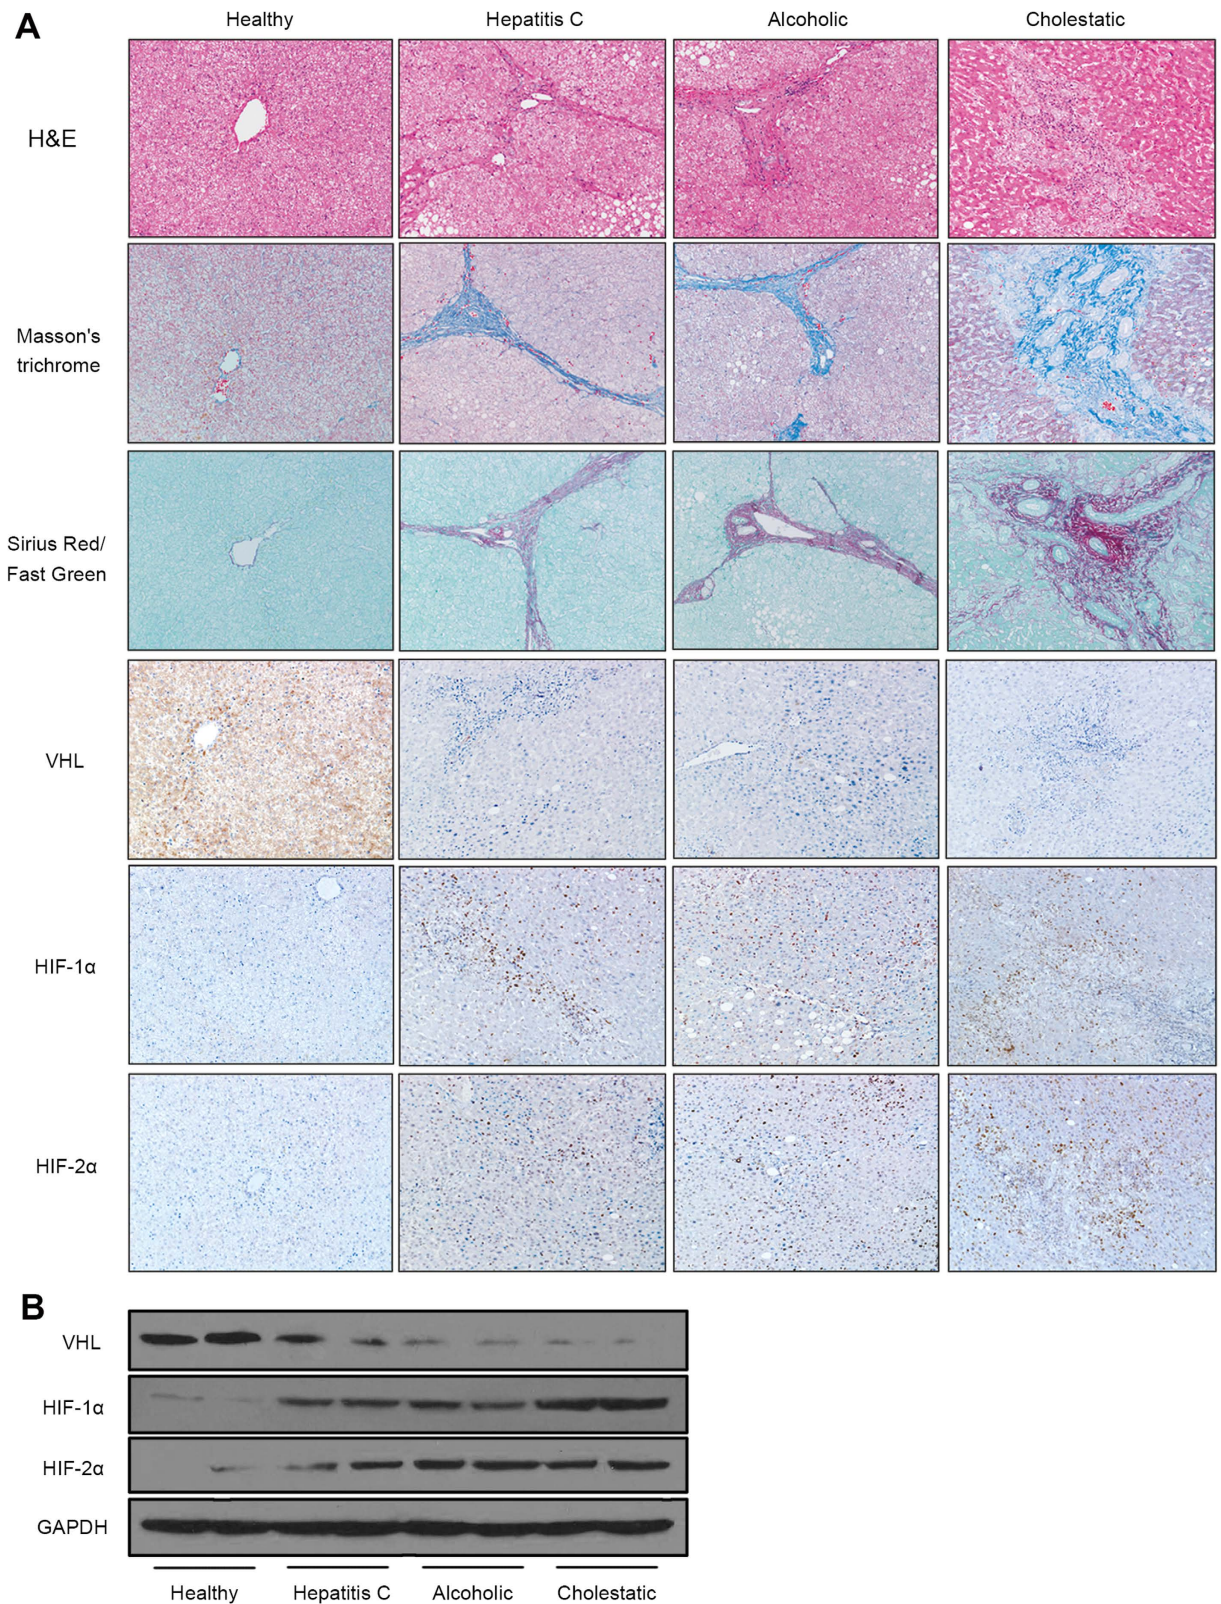 A
Healthy
Hepatitis C
Alcoholic
Cholestatic
H&E
Masson's
trichrome
Sirius Red/
Fast Green
VHL
HIF-1α
HIF-2α
B
VHL
HIF-1α
HIF-2α
GAPDH
Healthy
Hepatitis C
Alcoholic
Cholestatic